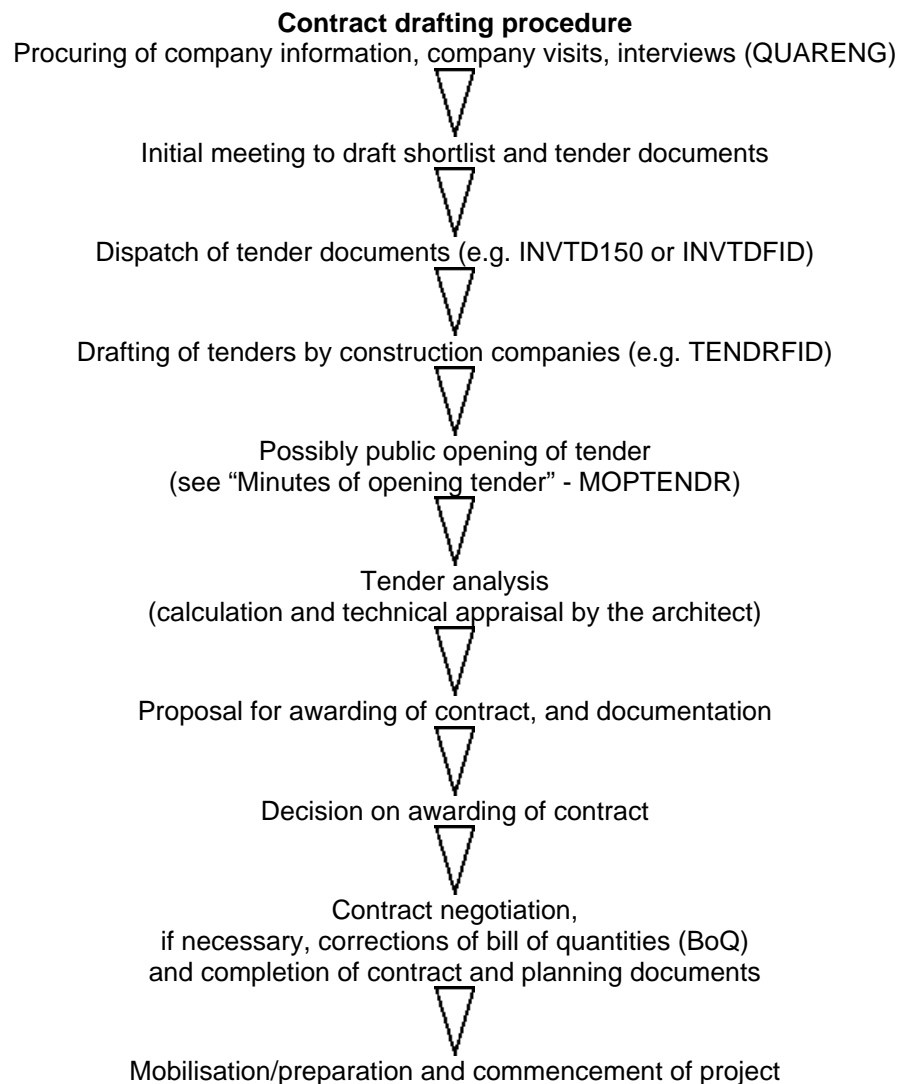 Contract drafting procedure
Procuring of company information, company visits, interviews (QUARENG)
Initial meeting to draft shortlist and tender documents
Dispatch of tender documents (e.g. INVTD150 or INVTDFID)
Drafting of tenders by construction companies (e.g. TENDRFID)
Possibly public opening of tender
(see “Minutes of opening tender” - MOPTENDR)
Tender analysis
(calculation and technical appraisal by the architect)
Proposal for awarding of contract, and documentation
Decision on awarding of contract
Contract negotiation,
if necessary, corrections of bill of quantities (BoQ)
and completion of contract and planning documents
Mobilisation/preparation and commencement of project